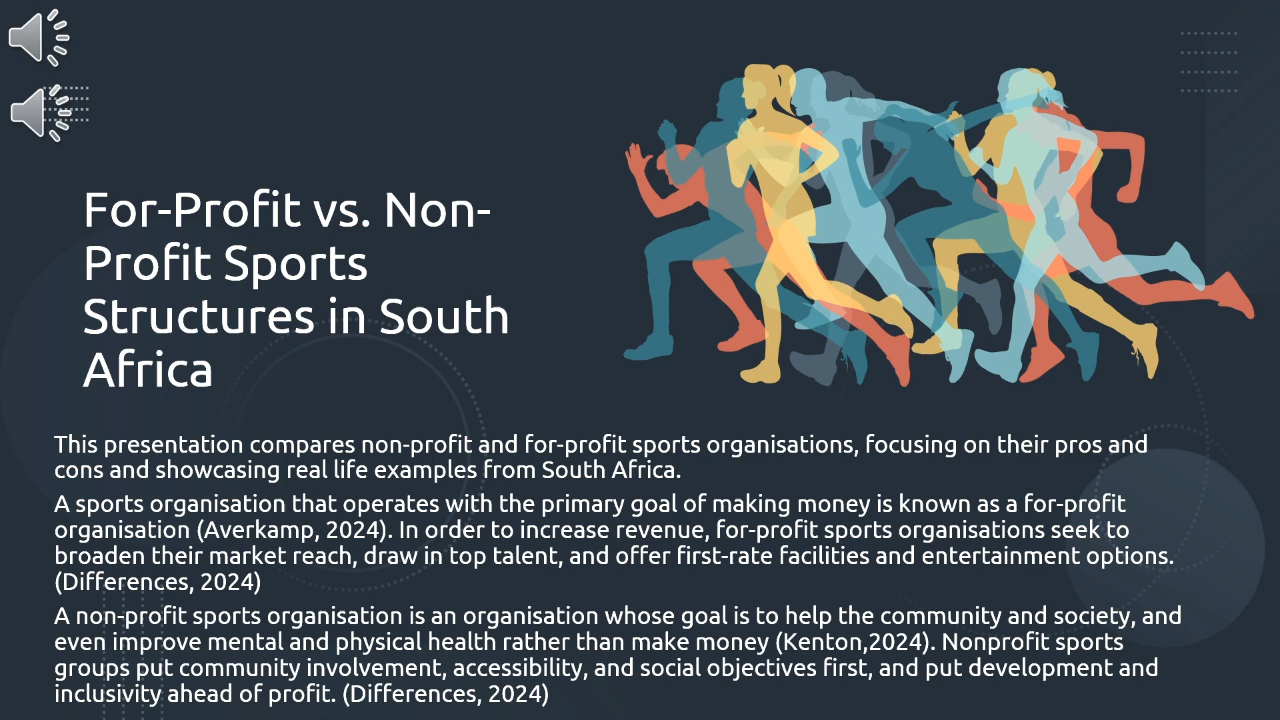 For-Profit vs. Non-
Profit Sports
Structures in South
Africa
This presentation compares non-profit and for-profit sports organisations, focusing on their pros and
cons and showcasing real life examples from South Africa.
A sports organisation that operates with the primary goal of making money is known as a for-profit
organisation (Averkamp, 2024). In order to increase revenue, for-profit sports organisations seek to
broaden their market reach, draw in top talent, and offer first-rate facilities and entertainment options.
(Differences, 2024)
A non-profit sports organisation is an organisation whose goal is to help the community and society, and
even improve mental and physical health rather than make money (Kenton,2024). Nonprofit sports
groups put community involvement, accessibility, and social objectives first, and put development and
inclusivity ahead of profit. (Differences, 2024)